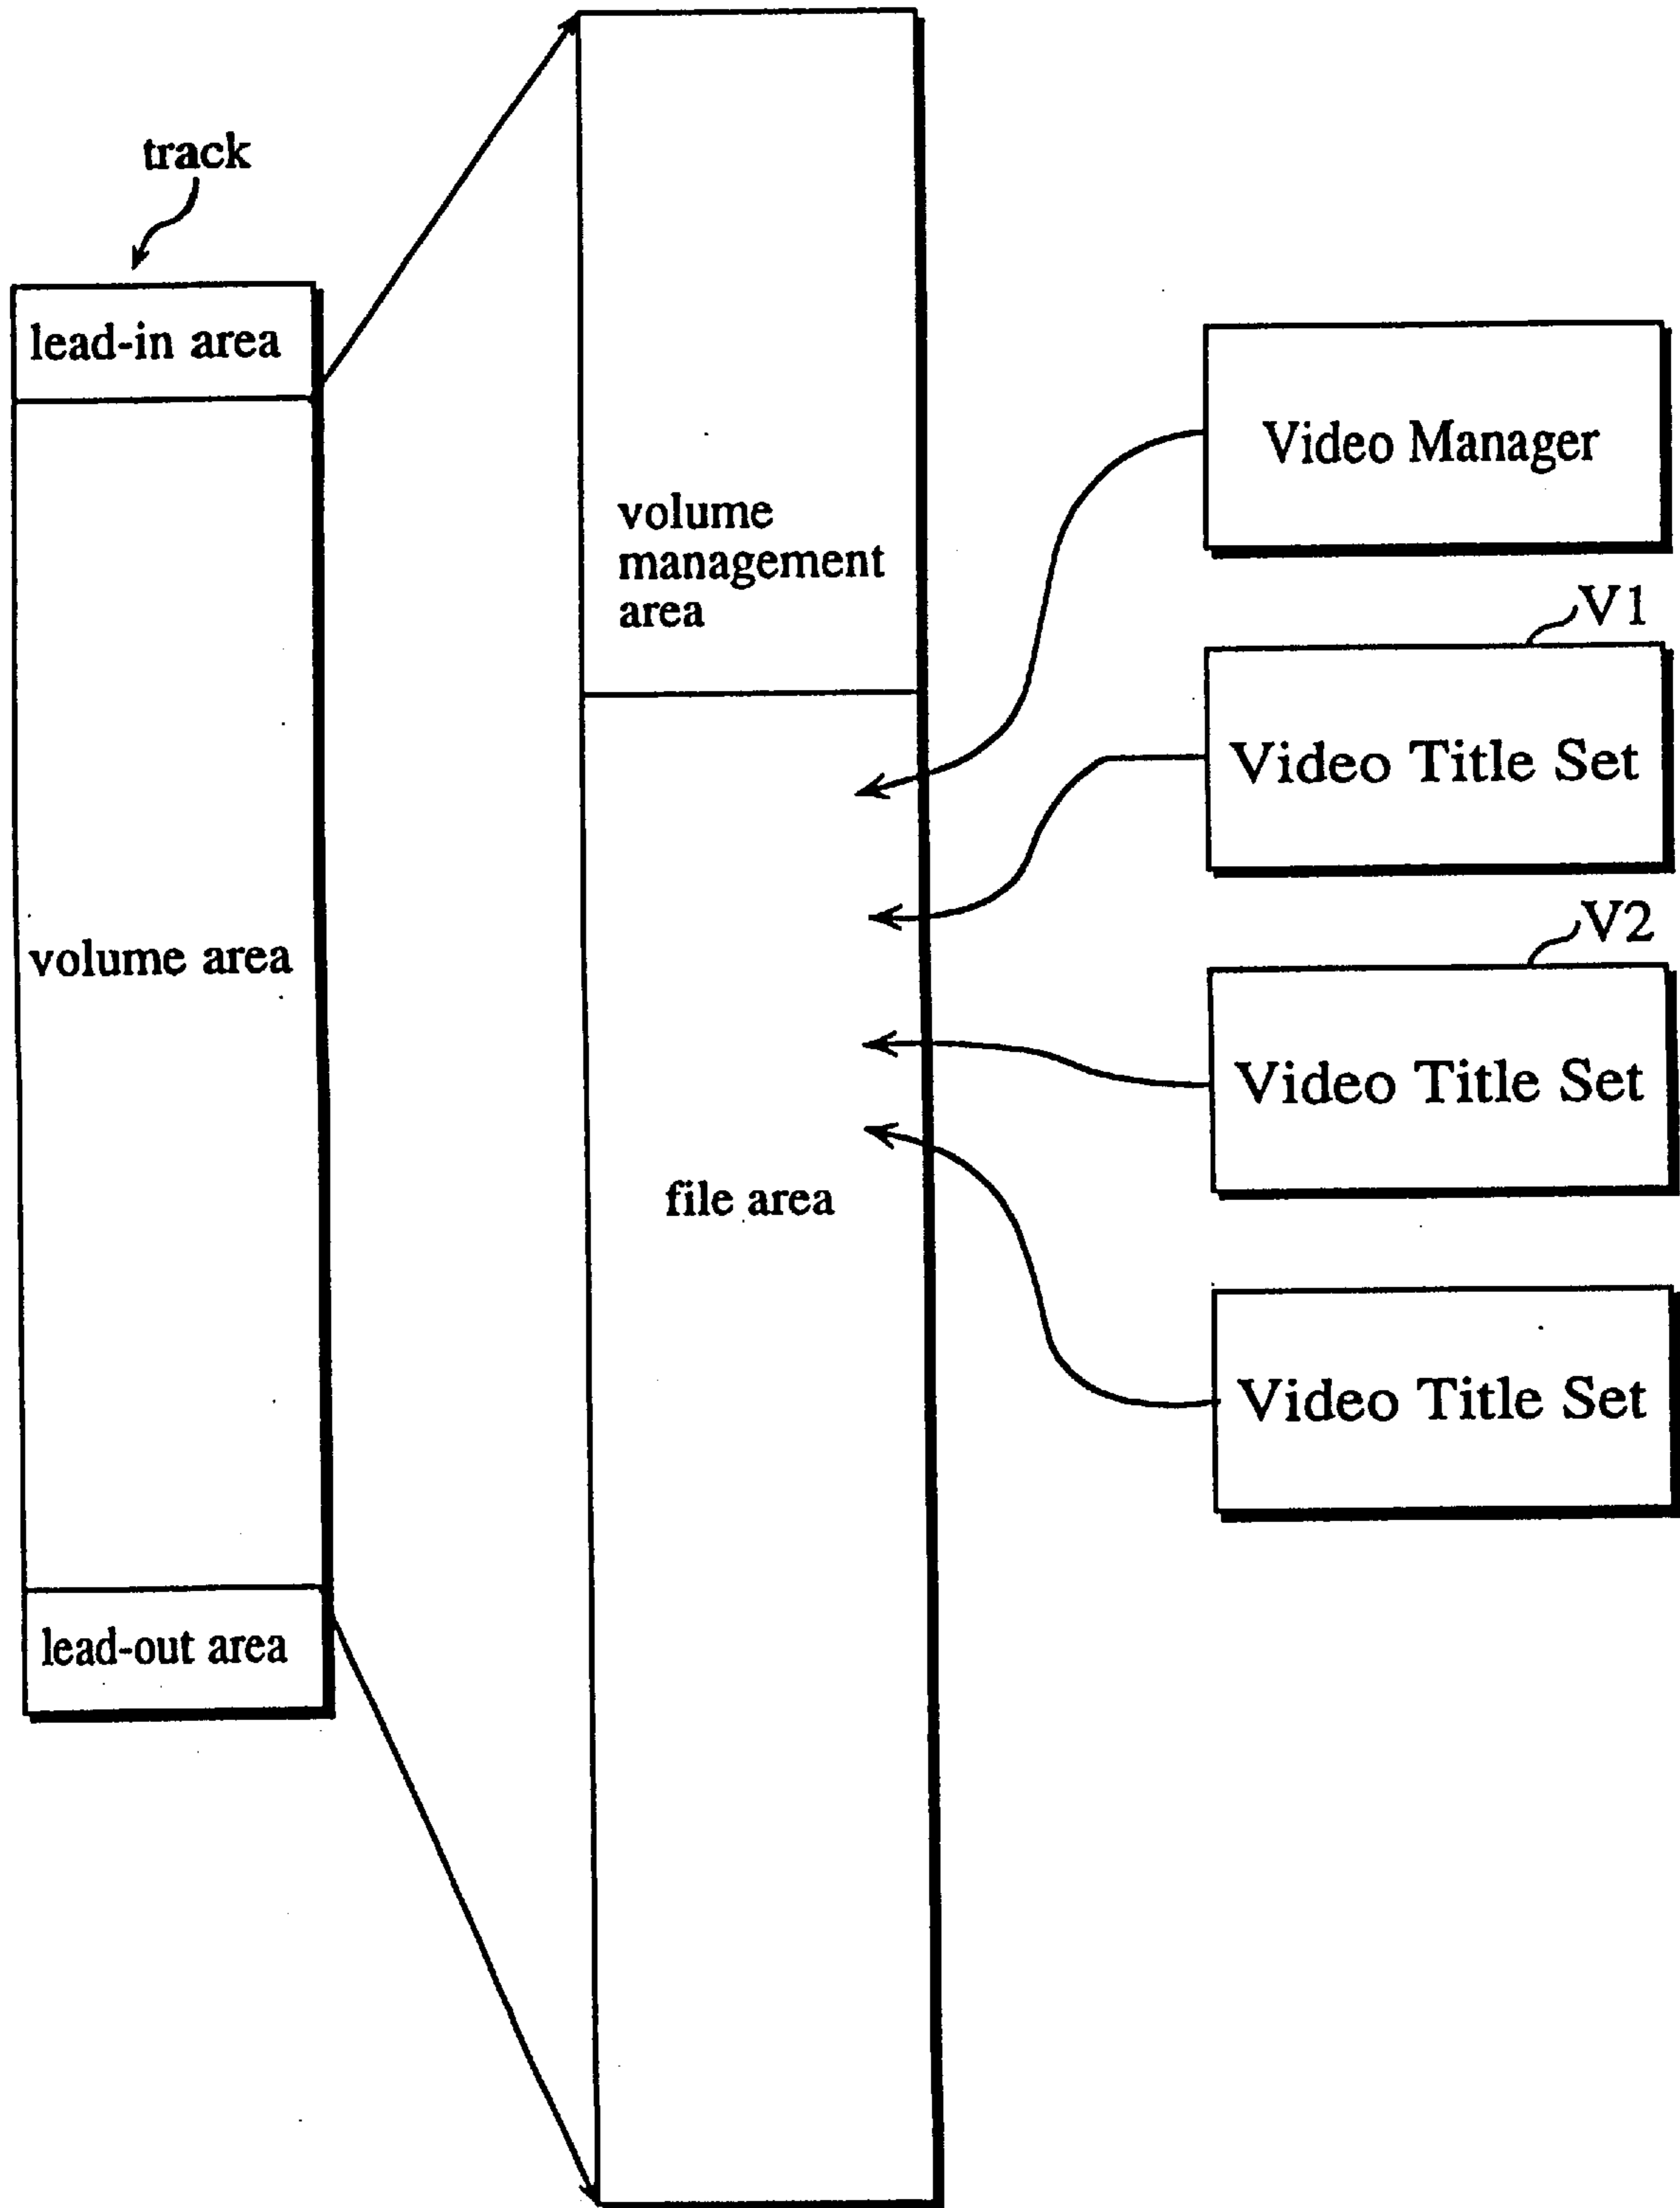 track
lead-in area
volume area
lead-out area
volume
management
area
file area
Video Manager
V1
Video Title Set
V2
Video Title Set
Video Title Set